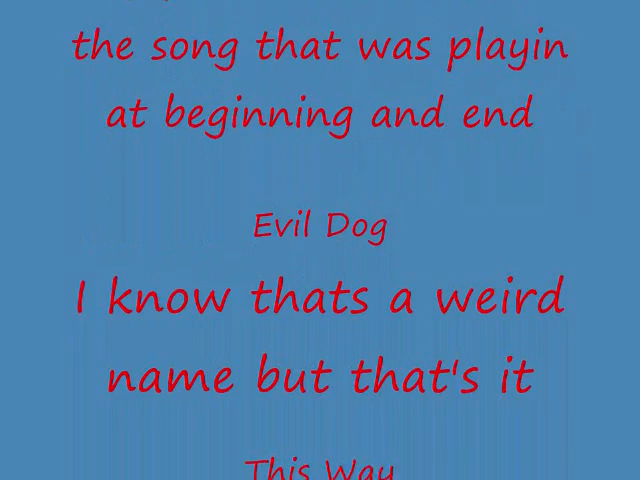 the song that was playin
at beginning and end
Evil Dog
I know thats a weird
name but that's it
This Way